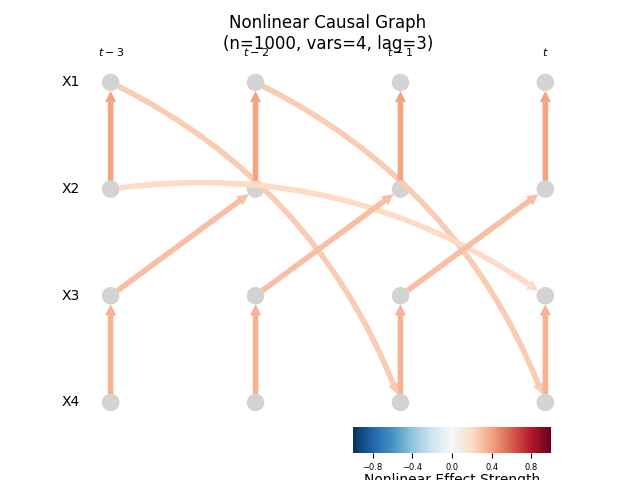 Nonlinear Causal Graph
(n=1000, vars=4, lag=3)
t − 3 t − 2 t − 1 t
X1
X2
X3
X4
−0.8 −0.4 0.0 0.4 0.8
Nonlinear Effect Strength